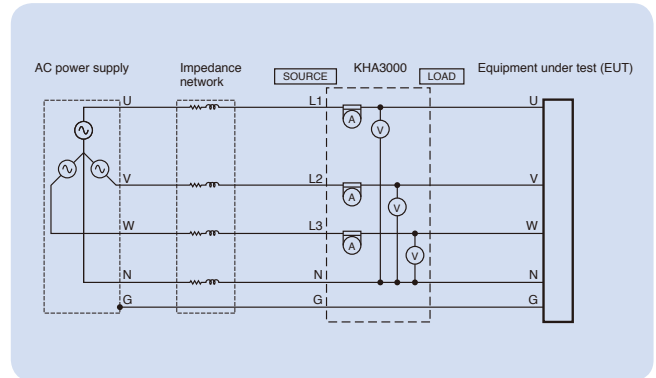 AC power supply
Impedance
network
SOURCE
KHA3000
LOAD
Equipment under test (EUT)
U
L1
U
A
V
V
L2
V
A
V
W
L3
W
A
V
N
N
N
G
G
G